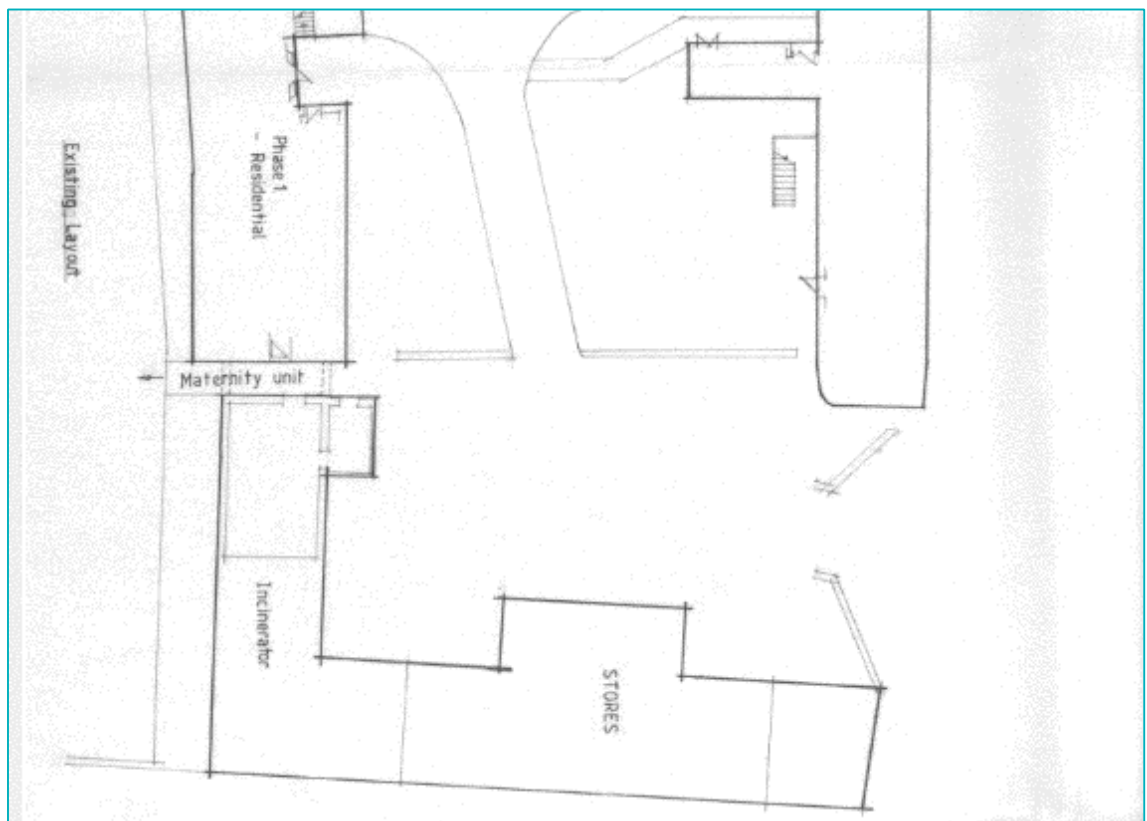 Existing Layout
Phase 1
- Residential
Maternity unit
Incinerator
STORES